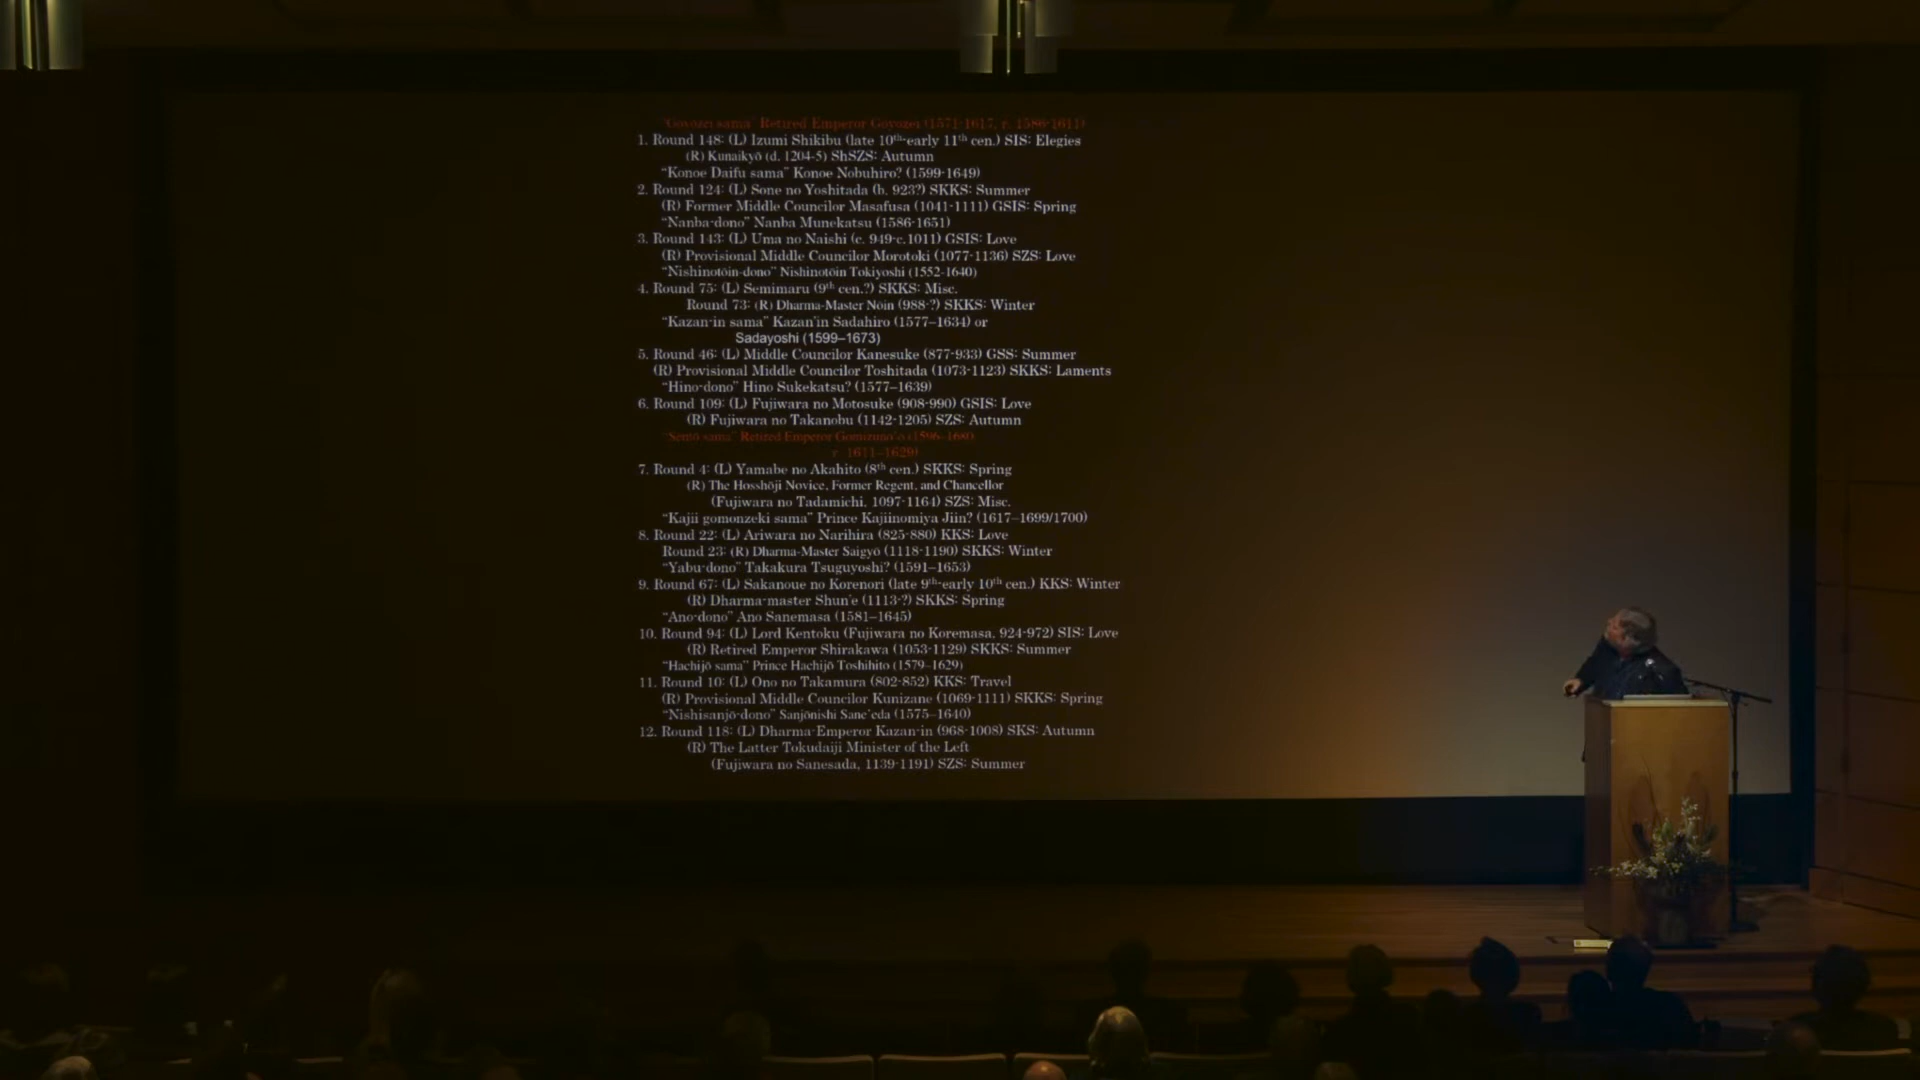 "Goyōzei sama" Retired Emperor Goyōzei (1571-1617, r. 1586-1611)
1. Round 148: (L) Izumi Shikibu (late 10th-early 11th cen.) SIS: Elegies
(R) Kunaikyō (d. 1204-5) ShSZS: Autumn
"Konoe Daifu sama" Konoe Nobuhiro? (1599-1649)
2. Round 124: (L) Sone no Yoshitada (b. 923?) SKKS: Summer
(R) Former Middle Councilor Masafusa (1041-1111) GSIS: Spring
"Nanba-dono" Nanba Munekatsu (1586-1651)
3. Round 143: (L) Uma no Naishi (c. 949-c.1011) GSIS: Love
(R) Provisional Middle Councilor Morotoki (1077-1136) SZS: Love
"Nishinotōin-dono" Nishinotōin Tokiyoshi (1552-1640)
4. Round 75: (L) Semimaru (9th cen.?) SKKS: Misc.
Round 73: (R) Dharma-Master Nōin (988-?) SKKS: Winter
"Kazan-in sama" Kazan'in Sadahiro (1577–1634) or
Sadayoshi (1599–1673)
5. Round 46: (L) Middle Councilor Kanesuke (877-933) GSS: Summer
(R) Provisional Middle Councilor Toshitada (1073-1123) SKKS: Laments
"Hino-dono" Hino Sukekatsu? (1577–1639)
6. Round 109: (L) Fujiwara no Motosuke (908-990) GSIS: Love
(R) Fujiwara no Takanobu (1142-1205) SZS: Autumn
"Sentō sama" Retired Emperor Gomizuno'o (1596-1680,
r. 1611–1629)
7. Round 4: (L) Yamabe no Akahito (8th cen.) SKKS: Spring
(R) The Hosshōji Novice, Former Regent, and Chancellor
(Fujiwara no Tadamichi, 1097-1164) SZS: Misc.
"Kajii gomonzeki sama" Prince Kajiinomiya Jiin? (1617–1699/1700)
8. Round 22: (L) Ariwara no Narihira (825-880) KKS: Love
Round 23: (R) Dharma-Master Saigyō (1118-1190) SKKS: Winter
"Yabu-dono" Takakura Tsuguyoshi? (1591–1653)
9. Round 67: (L) Sakanoue no Korenori (late 9th-early 10th cen.) KKS: Winter
(R) Dharma-master Shun'e (1113-?) SKKS: Spring
"Ano-dono" Ano Sanemasa (1581–1645)
10. Round 94: (L) Lord Kentoku (Fujiwara no Koremasa, 924-972) SIS: Love
(R) Retired Emperor Shirakawa (1053-1129) SKKS: Summer
"Hachijō sama" Prince Hachijō Toshihito (1579–1629)
11. Round 10: (L) Ono no Takamura (802-852) KKS: Travel
(R) Provisional Middle Councilor Kunizane (1069-1111) SKKS: Spring
"Nishisanjō-dono" Sanjōnishi Sane'eda (1575–1640)
12. Round 118: (L) Dharma-Emperor Kazan-in (968-1008) SKS: Autumn
(R) The Latter Tokudaiji Minister of the Left
(Fujiwara no Sanesada, 1139-1191) SZS: Summer